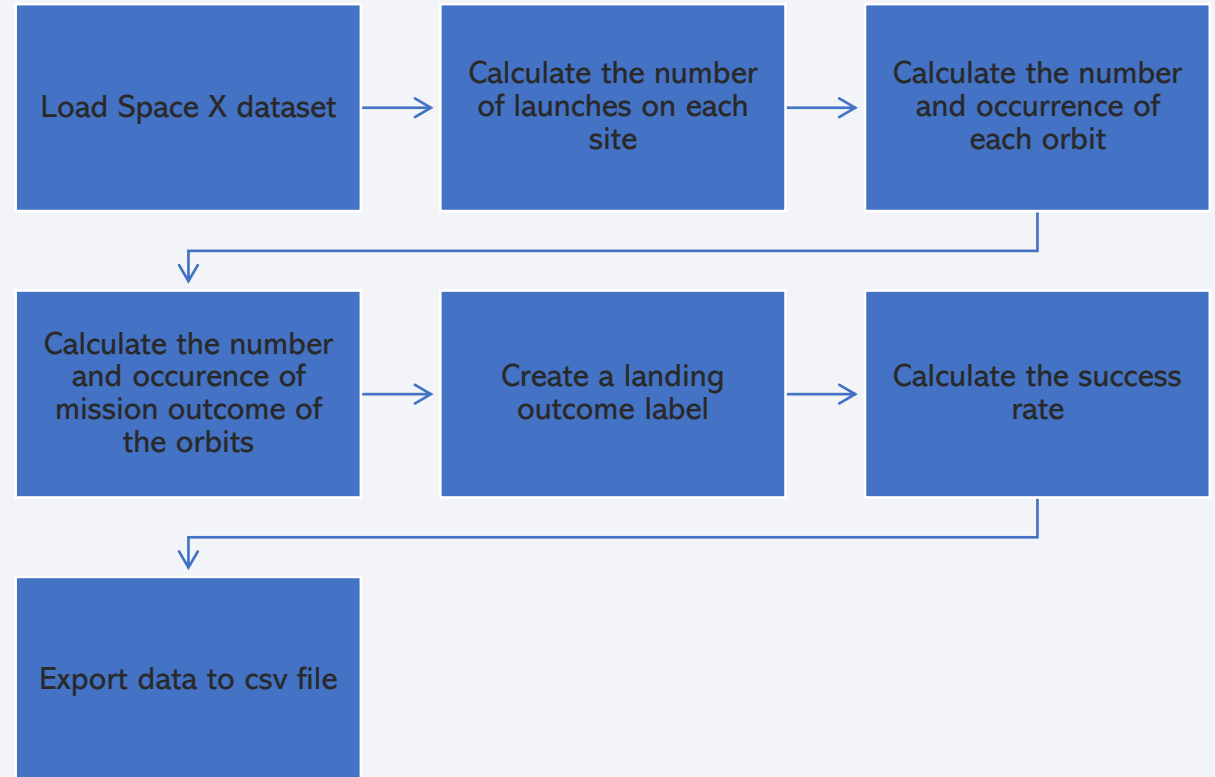 Load Space X dataset
Calculate the number
of launches on each
site
Calculate the number
and occurrence of
each orbit
Calculate the number
and occurence of
mission outcome of
the orbits
Create a landing
outcome label
Calculate the success
rate
Export data to csv file